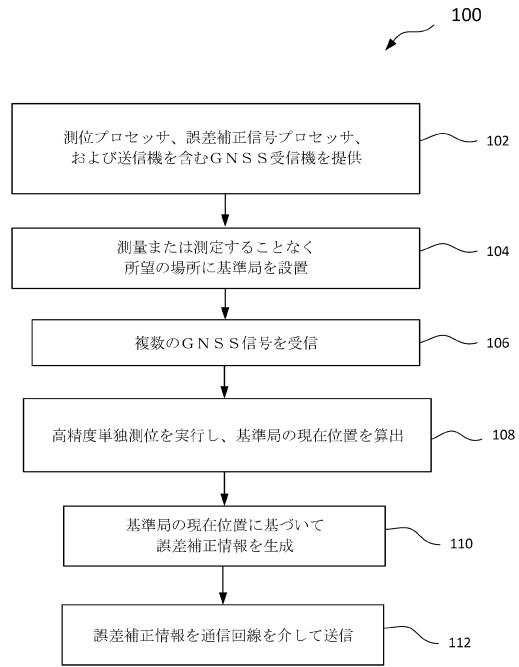 100
測位プロセッサ、誤差補正信号プロセッサ、
および送信機を含むGNSS受信機を提供
102
測量または測定することなく
所望の場所に基準局を設置
104
複数のGNSS信号を受信
106
高精度単独測位を実行し、基準局の現在位置を算出
108
基準局の現在位置に基づいて
誤差補正情報を生成
110
誤差補正情報を通信回線を介して送信
112